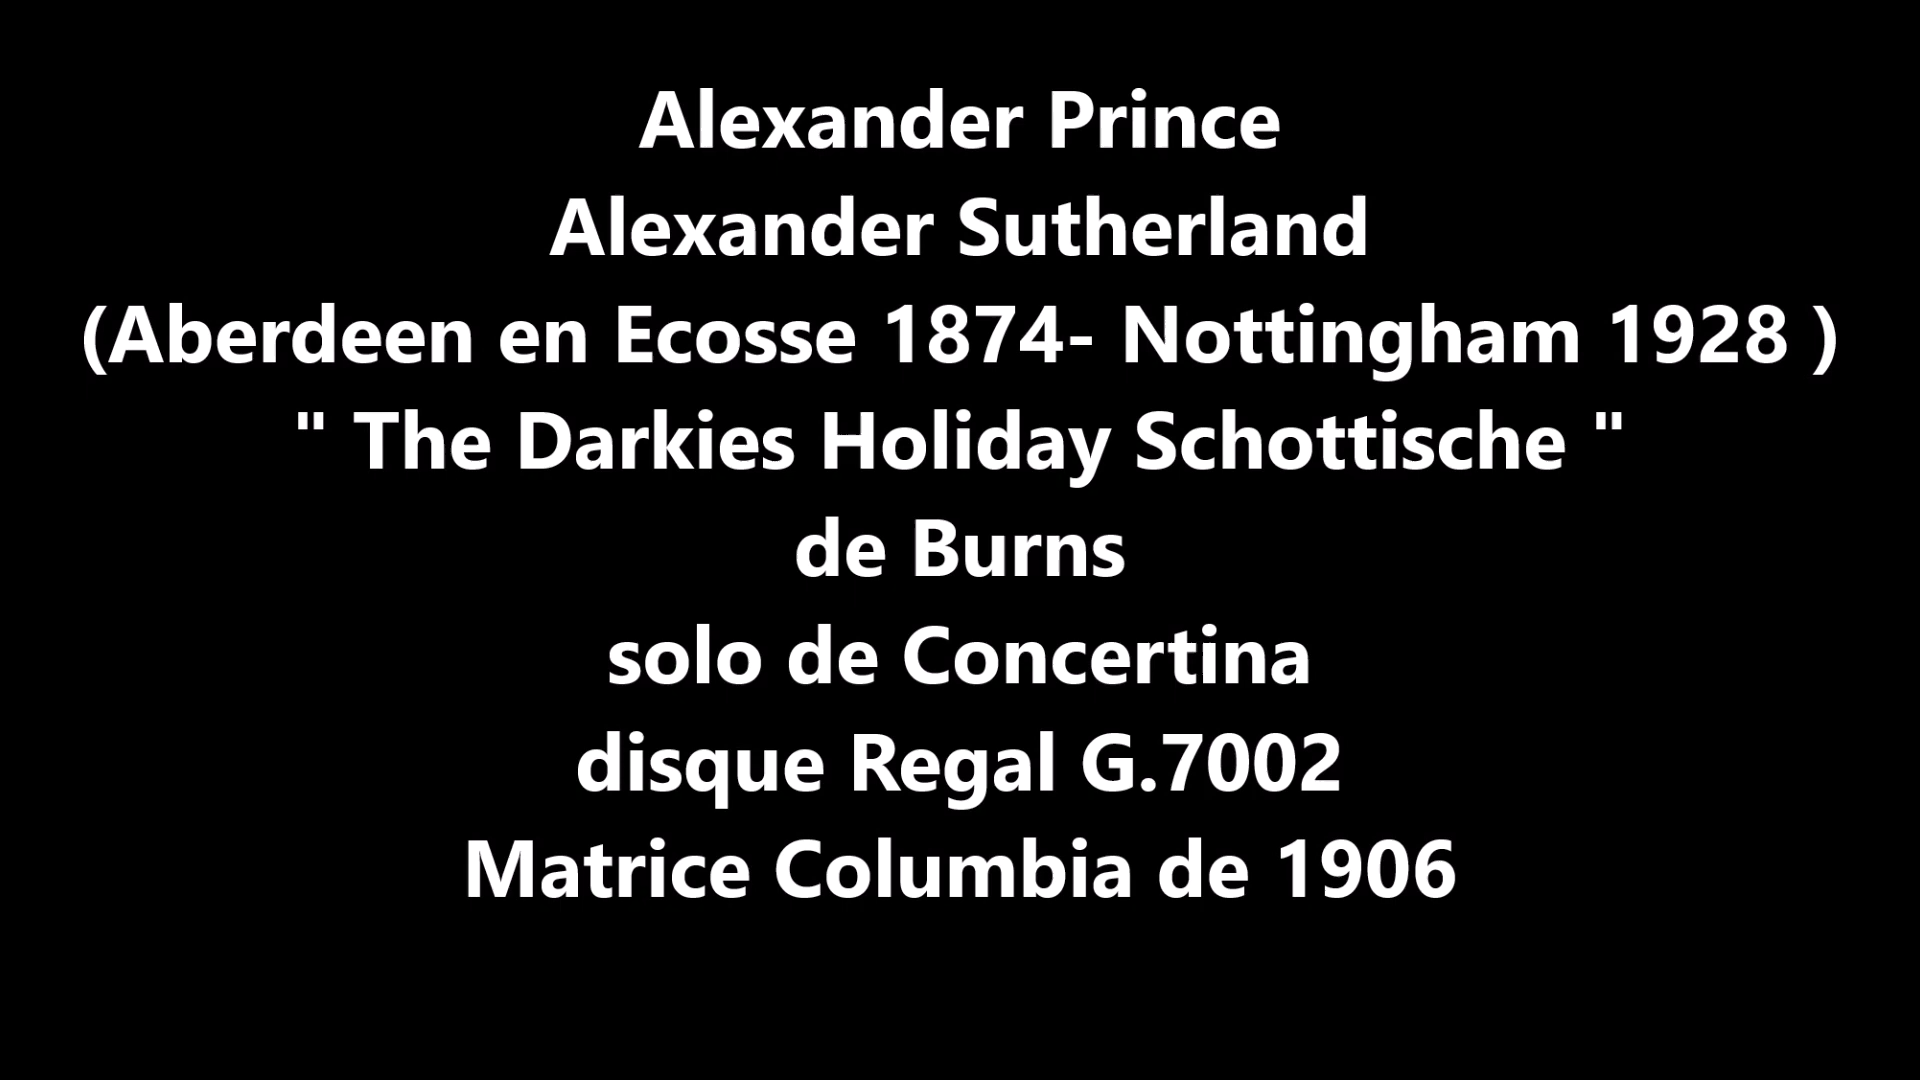 Alexander Prince
Alexander Sutherland
(Aberdeen en Ecosse 1874- Nottingham 1928 )
" The Darkies Holiday Schottische "
de Burns
solo de Concertina
disque Regal G.7002
Matrice Columbia de 1906